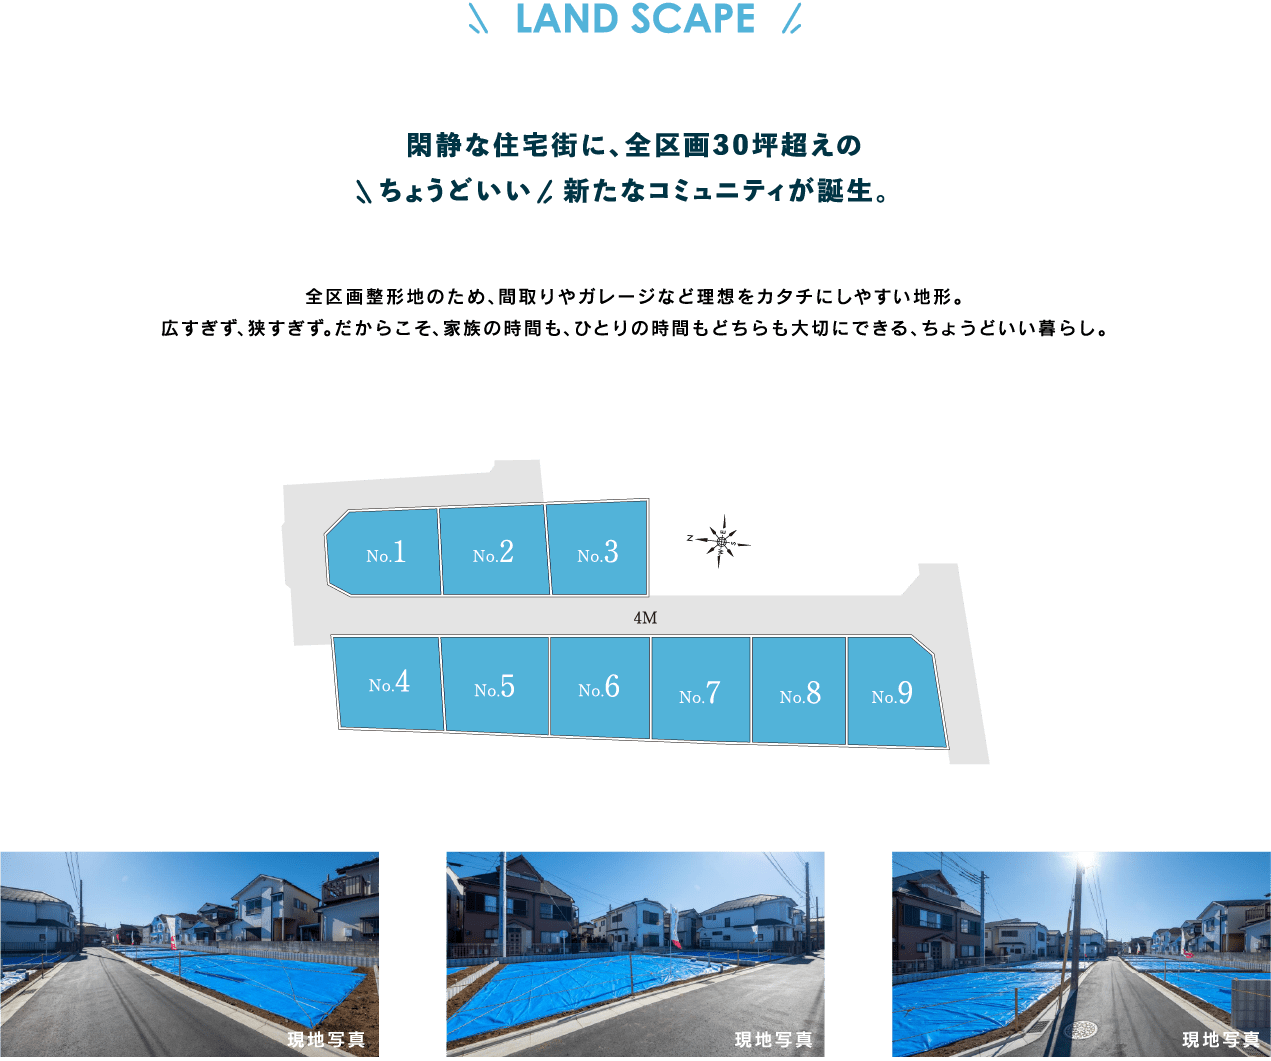 LAND SCAPE
閑静な住宅街に、全区画30坪超えの
ちょうどいい 新たなコミュニティが誕生。
全区画整形地のため、間取りやガレージなど理想をカタチにしやすい地形。
広すぎず、狭すぎず。だからこそ、家族の時間も、ひとりの時間もどちらも大切にできる、ちょうどいい暮らし。
No.1
No.2
No.3
N
E
S
W
4M
No.4
No.5
No.6
No.7
No.8
No.9
現地写真
現地写真
現地写真